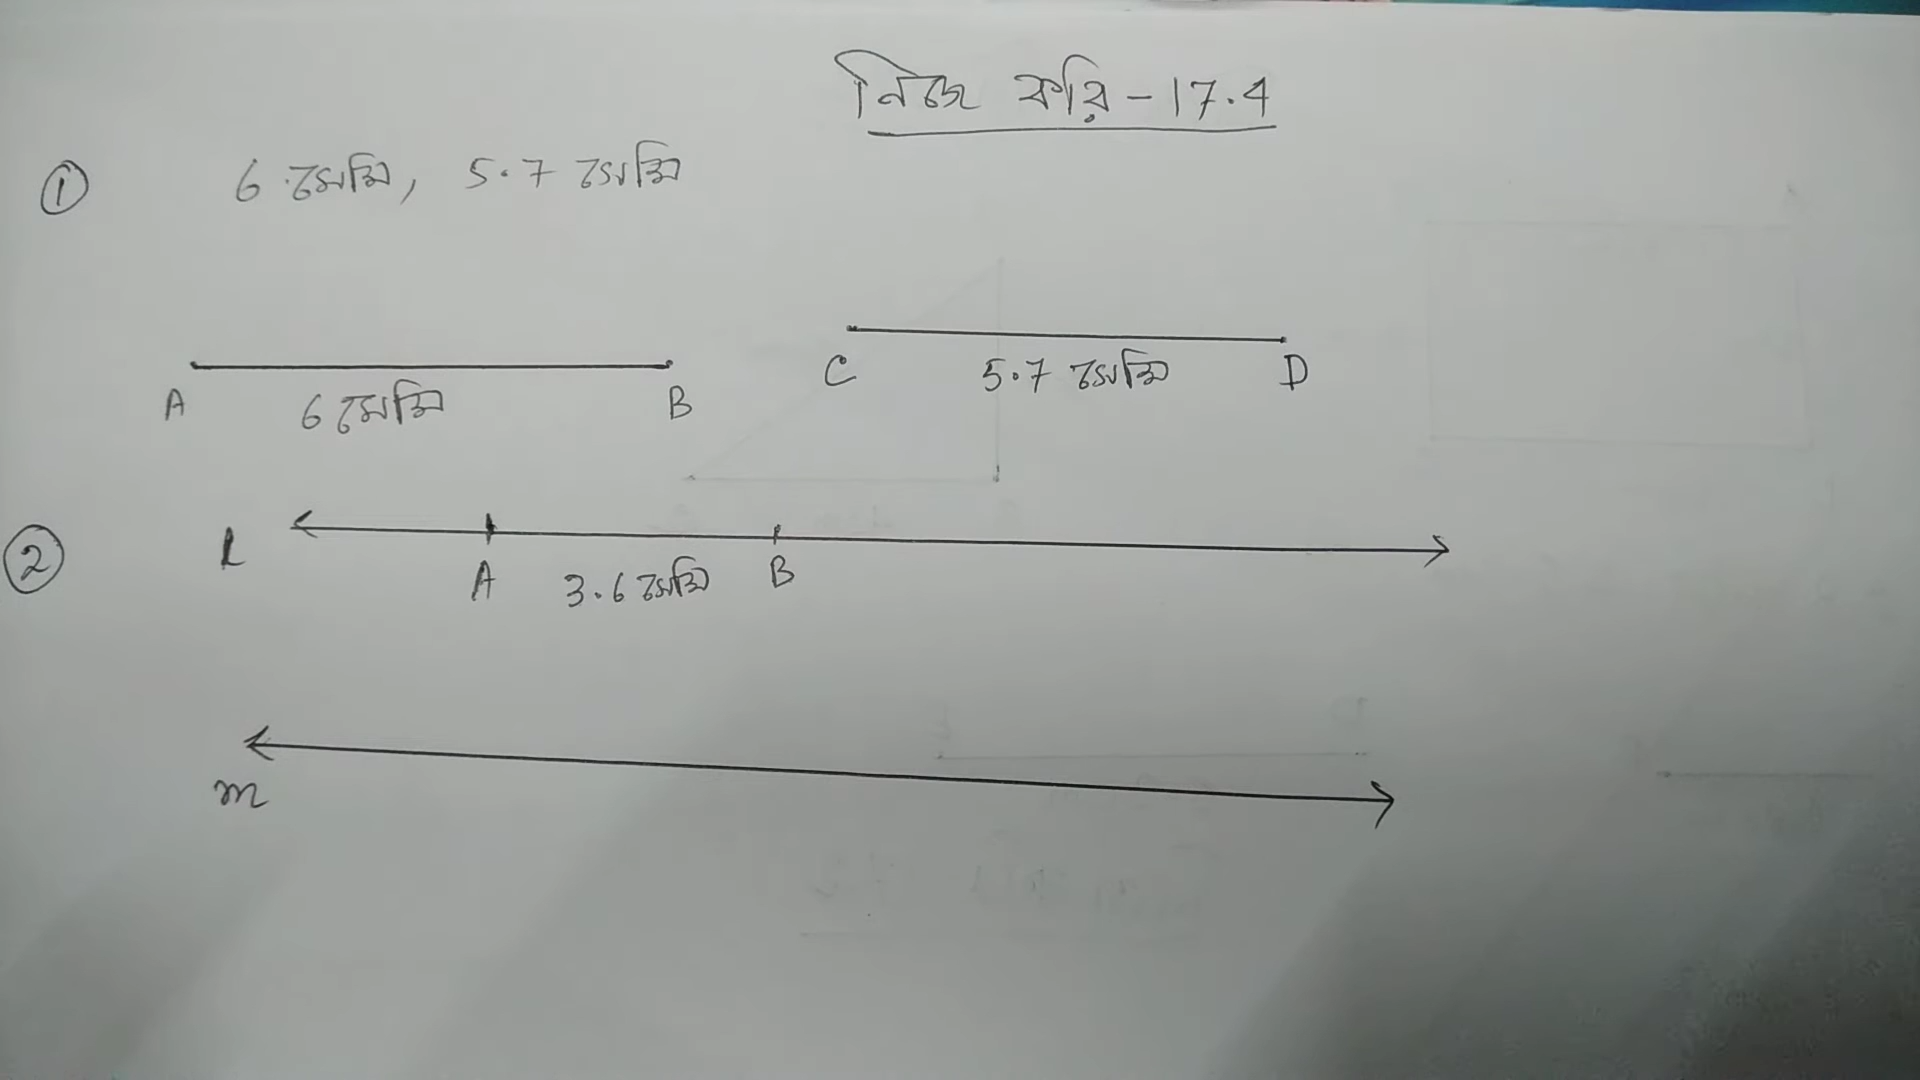 নিজে করি - 17.4
① 6 সেমি, 5.7 সেমি
A 6 সেমি B
C 5.7 সেমি D
② L A 3.6 সেমি B
m